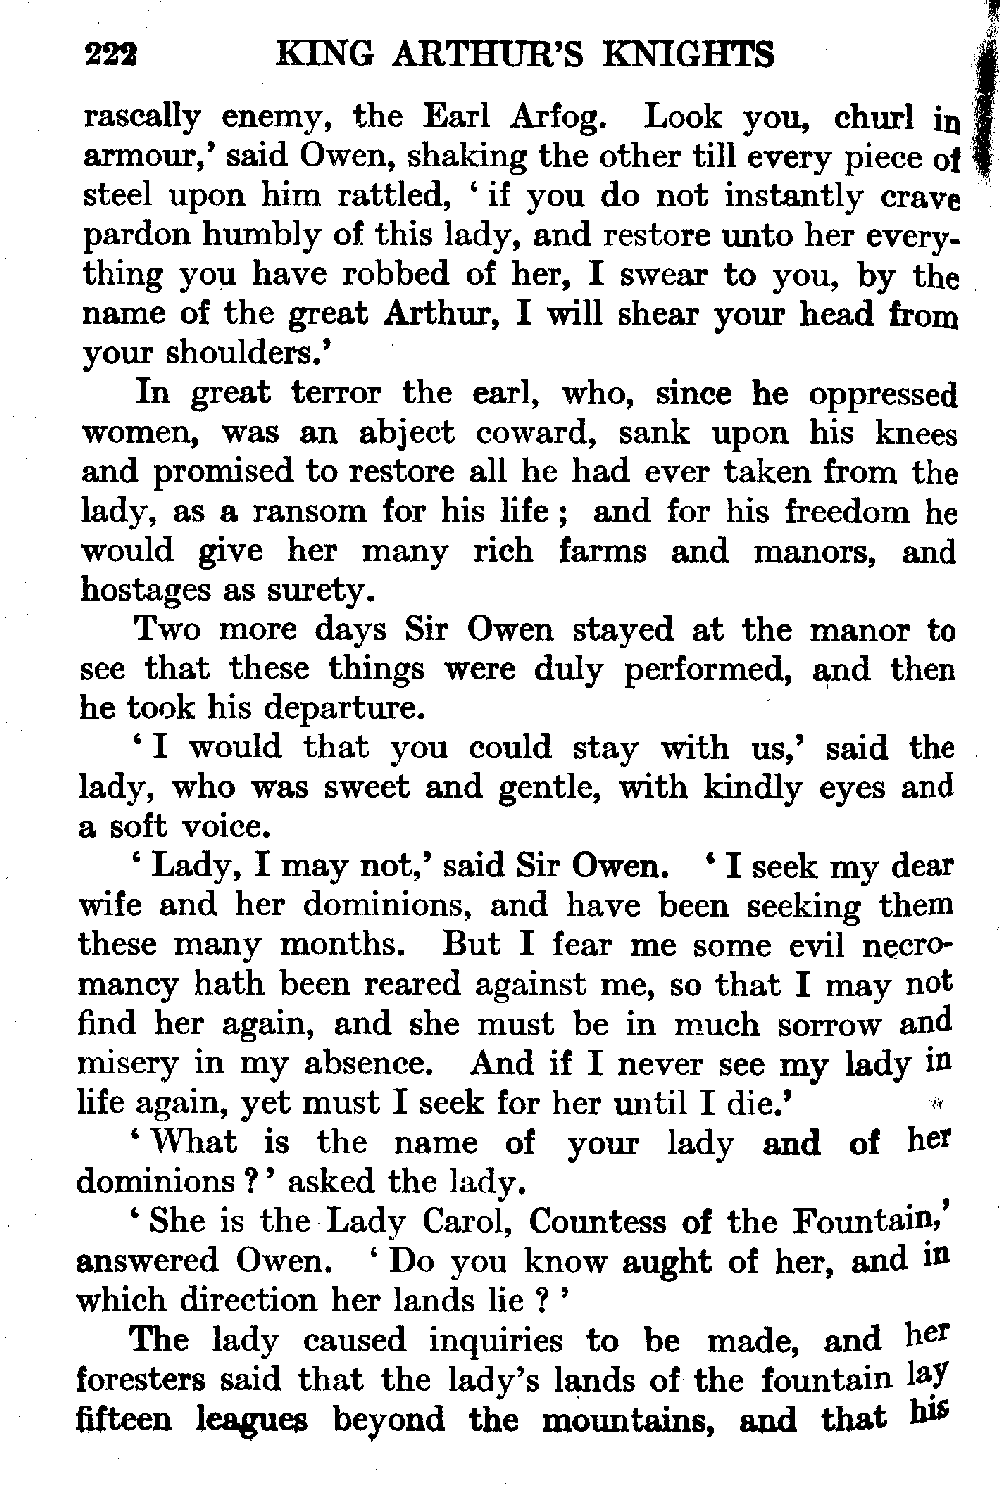 222 KING ARTHUR'S KNIGHTS
rascally enemy, the Earl Arfog. Look you, churl in
armour,' said Owen, shaking the other till every piece of
steel upon him rattled, ' if you do not instantly crave
pardon humbly of this lady, and restore unto her every-
thing you have robbed of her, I swear to you, by the
name of the great Arthur, I will shear your head from
your shoulders.'
In great terror the earl, who, since he oppressed
women, was an abject coward, sank upon his knees
and promised to restore all he had ever taken from the
lady, as a ransom for his life ; and for his freedom he
would give her many rich farms and manors, and
hostages as surety.
Two more days Sir Owen stayed at the manor to
see that these things were duly performed, and then
he took his departure.
' I would that you could stay with us,' said the
lady, who was sweet and gentle, with kindly eyes and
a soft voice.
' Lady, I may not,' said Sir Owen. ' I seek my dear
wife and her dominions, and have been seeking them
these many months. But I fear me some evil necro-
mancy hath been reared against me, so that I may not
find her again, and she must be in much sorrow and
misery in my absence. And if I never see my lady in
life again, yet must I seek for her until I die.'
' What is the name of your lady and of her
dominions ? ' asked the lady.
' She is the Lady Carol, Countess of the Fountain,'
answered Owen. ' Do you know aught of her, and in
which direction her lands lie ? '
The lady caused inquiries to be made, and her
foresters said that the lady's lands of the fountain lay
fifteen leagues beyond the mountains, and that his